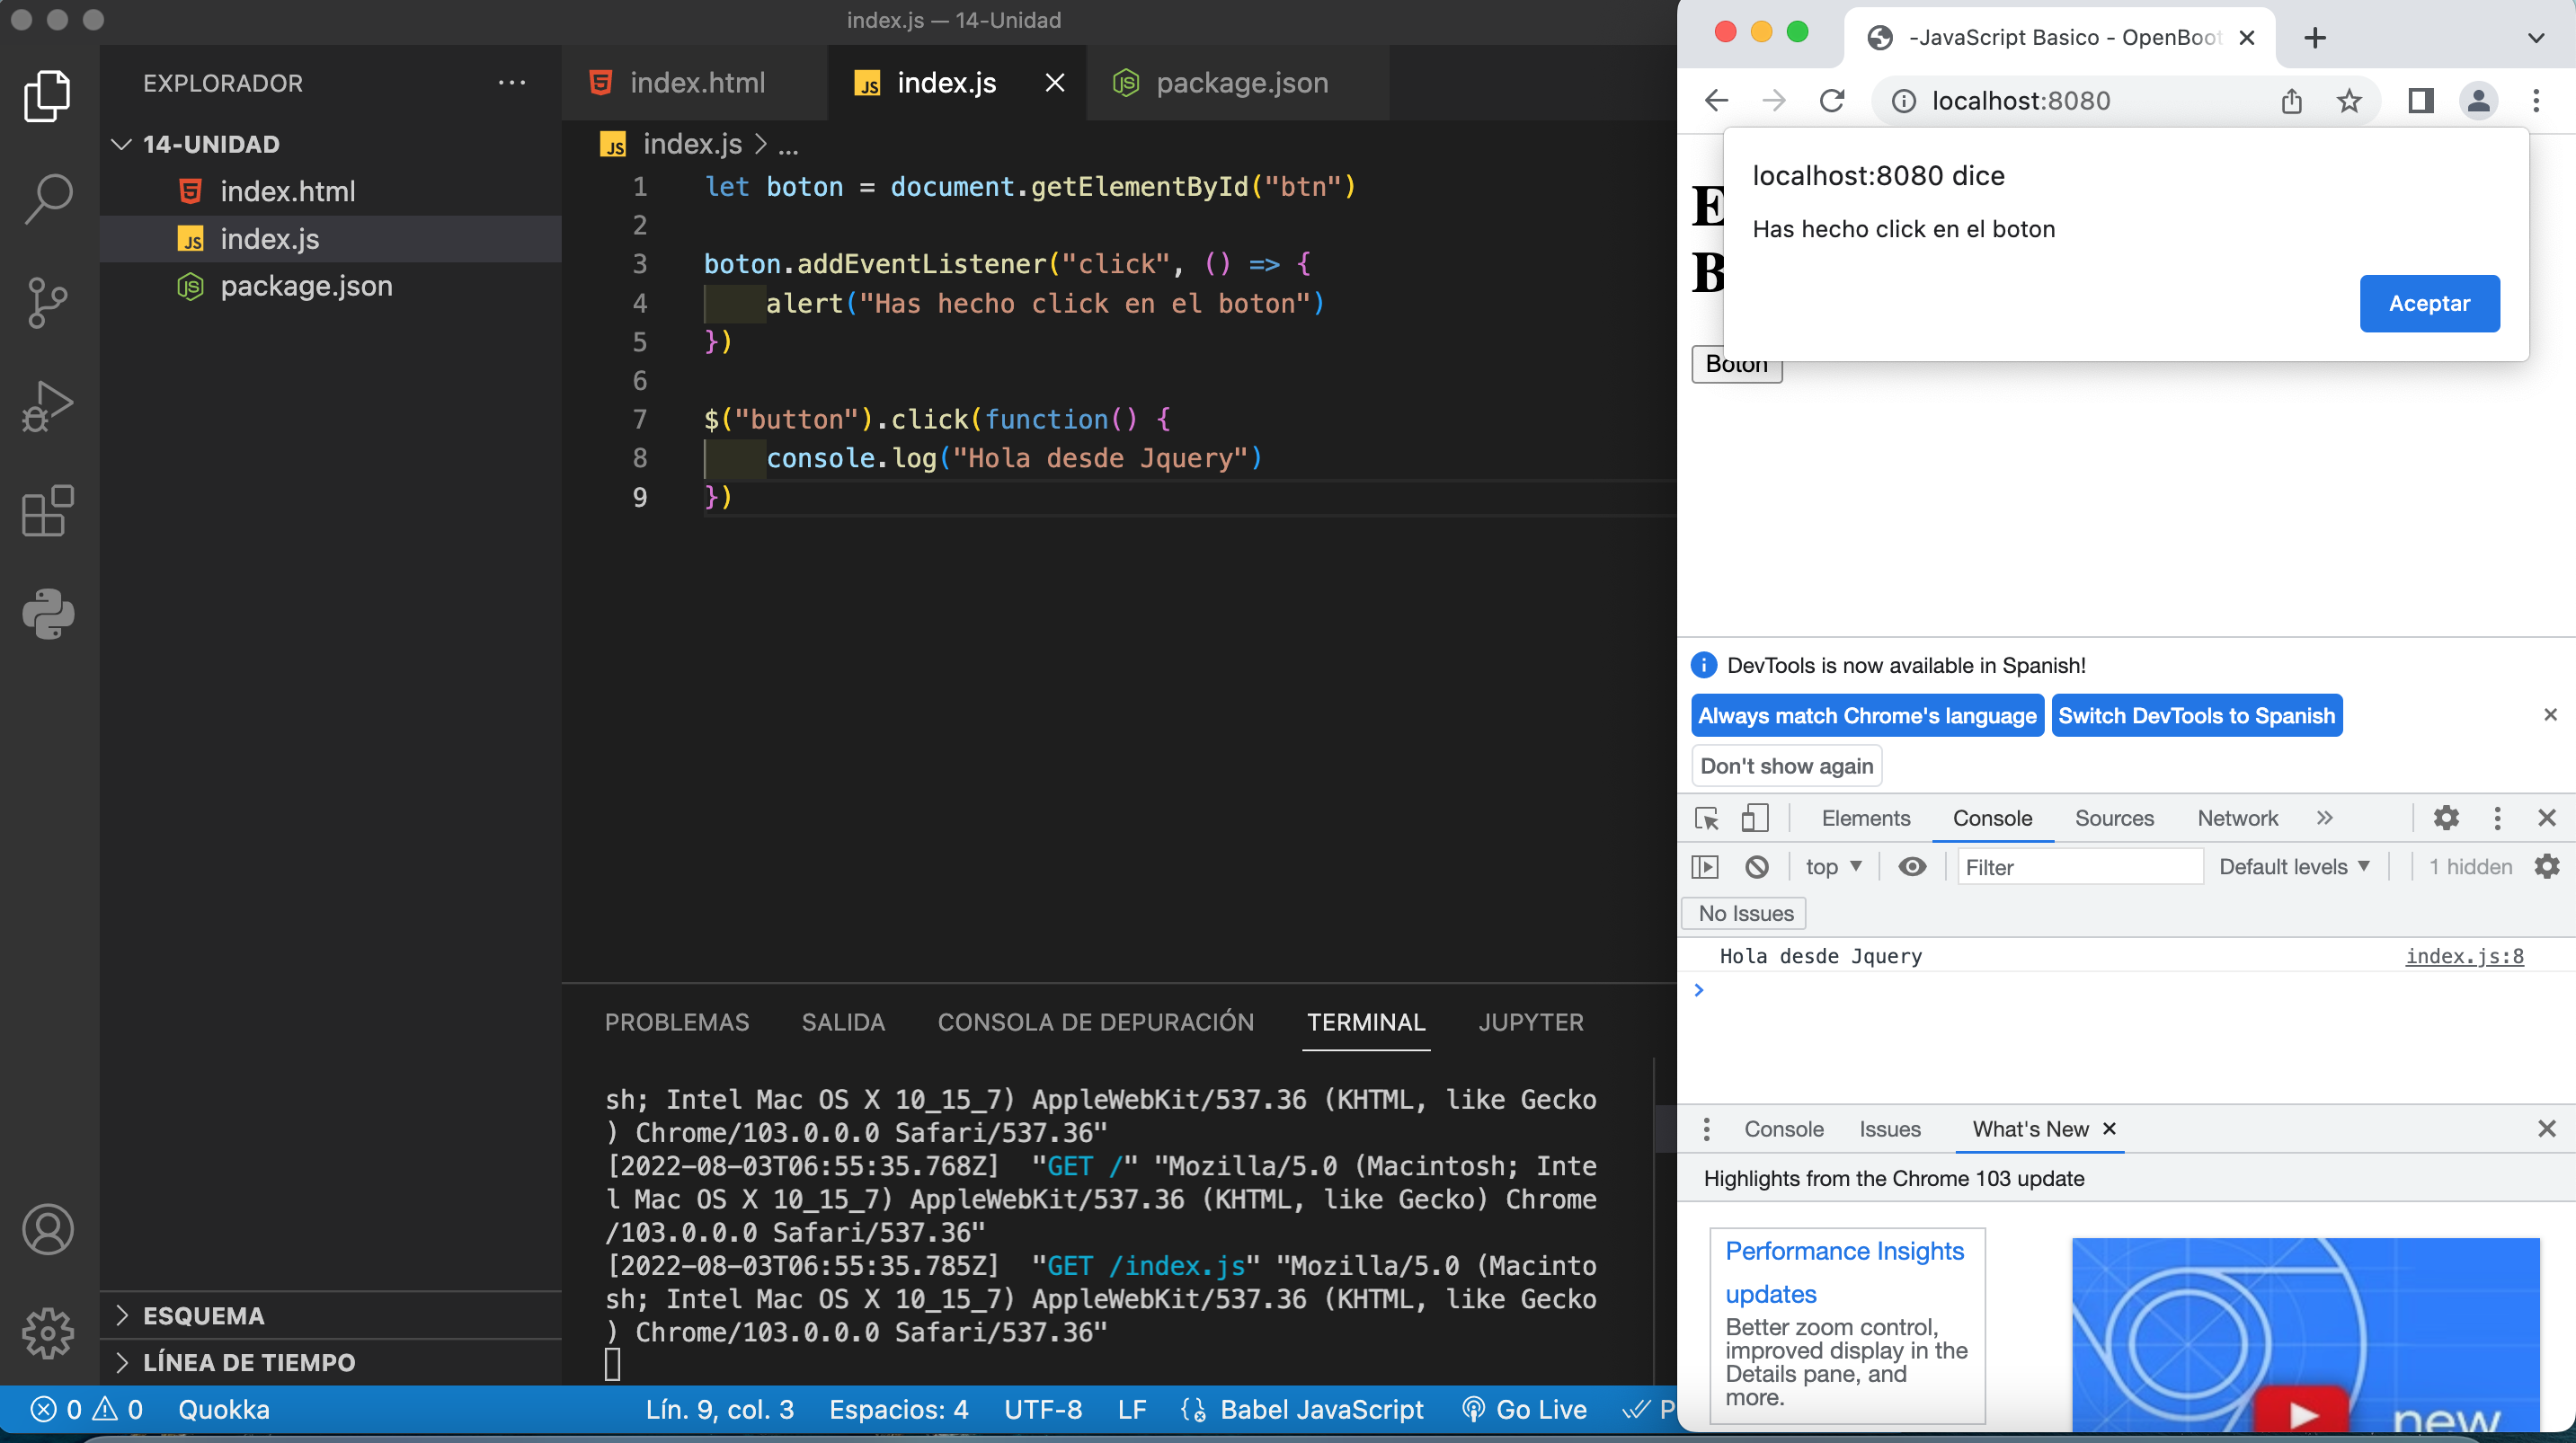 index.js — 14-Unidad
EXPLORADOR
14-UNIDAD
index.html
index.js
package.json
ESQUEMA
LÍNEA DE TIEMPO
index.html
index.js
package.json
index.js > ...
1 let boton = document.getElementById("btn")
2
3 boton.addEventListener("click", () => {
4 alert("Has hecho click en el boton")
5 })
6
7 $("button").click(function() {
8 console.log("Hola desde Jquery")
9 })
PROBLEMAS SALIDA CONSOLA DE DEPURACIÓN TERMINAL JUPYTER
sh; Intel Mac OS X 10_15_7) AppleWebKit/537.36 (KHTML, like Gecko
) Chrome/103.0.0.0 Safari/537.36"
[2022-08-03T06:55:35.768Z] "GET /" "Mozilla/5.0 (Macintosh; Inte
l Mac OS X 10_15_7) AppleWebKit/537.36 (KHTML, like Gecko) Chrome
/103.0.0.0 Safari/537.36"
[2022-08-03T06:55:35.785Z] "GET /index.js" "Mozilla/5.0 (Macinto
sh; Intel Mac OS X 10_15_7) AppleWebKit/537.36 (KHTML, like Gecko
) Chrome/103.0.0.0 Safari/537.36"
0 0 Quokka Lín. 9, col. 3 Espacios: 4 UTF-8 LF Babel JavaScript Go Live P
-JavaScript Basico - OpenBoot
localhost:8080
localhost:8080 dice
Has hecho click en el boton
Aceptar
E
B
Boton
DevTools is now available in Spanish!
Always match Chrome's language Switch DevTools to Spanish
Don't show again
Elements Console Sources Network
top Filter Default levels 1 hidden
No Issues
Hola desde Jquery index.js:8
Console Issues What's New
Highlights from the Chrome 103 update
Performance Insights
updates
Better zoom control,
improved display in the
Details pane, and
more.
new